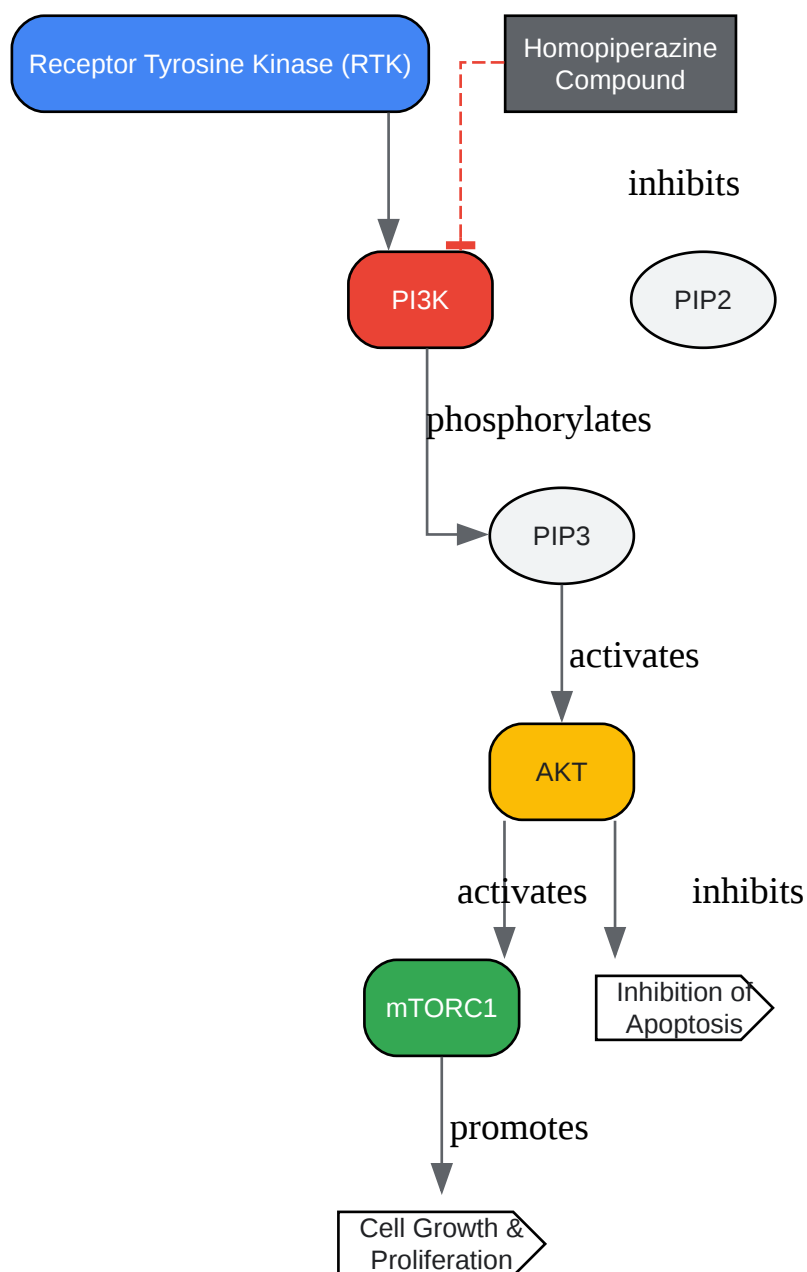 Receptor Tyrosine Kinase (RTK)
Homopiperazine
Compound
inhibits
PI3K
PIP2
phosphorylates
PIP3
activates
AKT
activates
inhibits
mTORC1
Inhibition of
Apoptosis
promotes
Cell Growth &
Proliferation